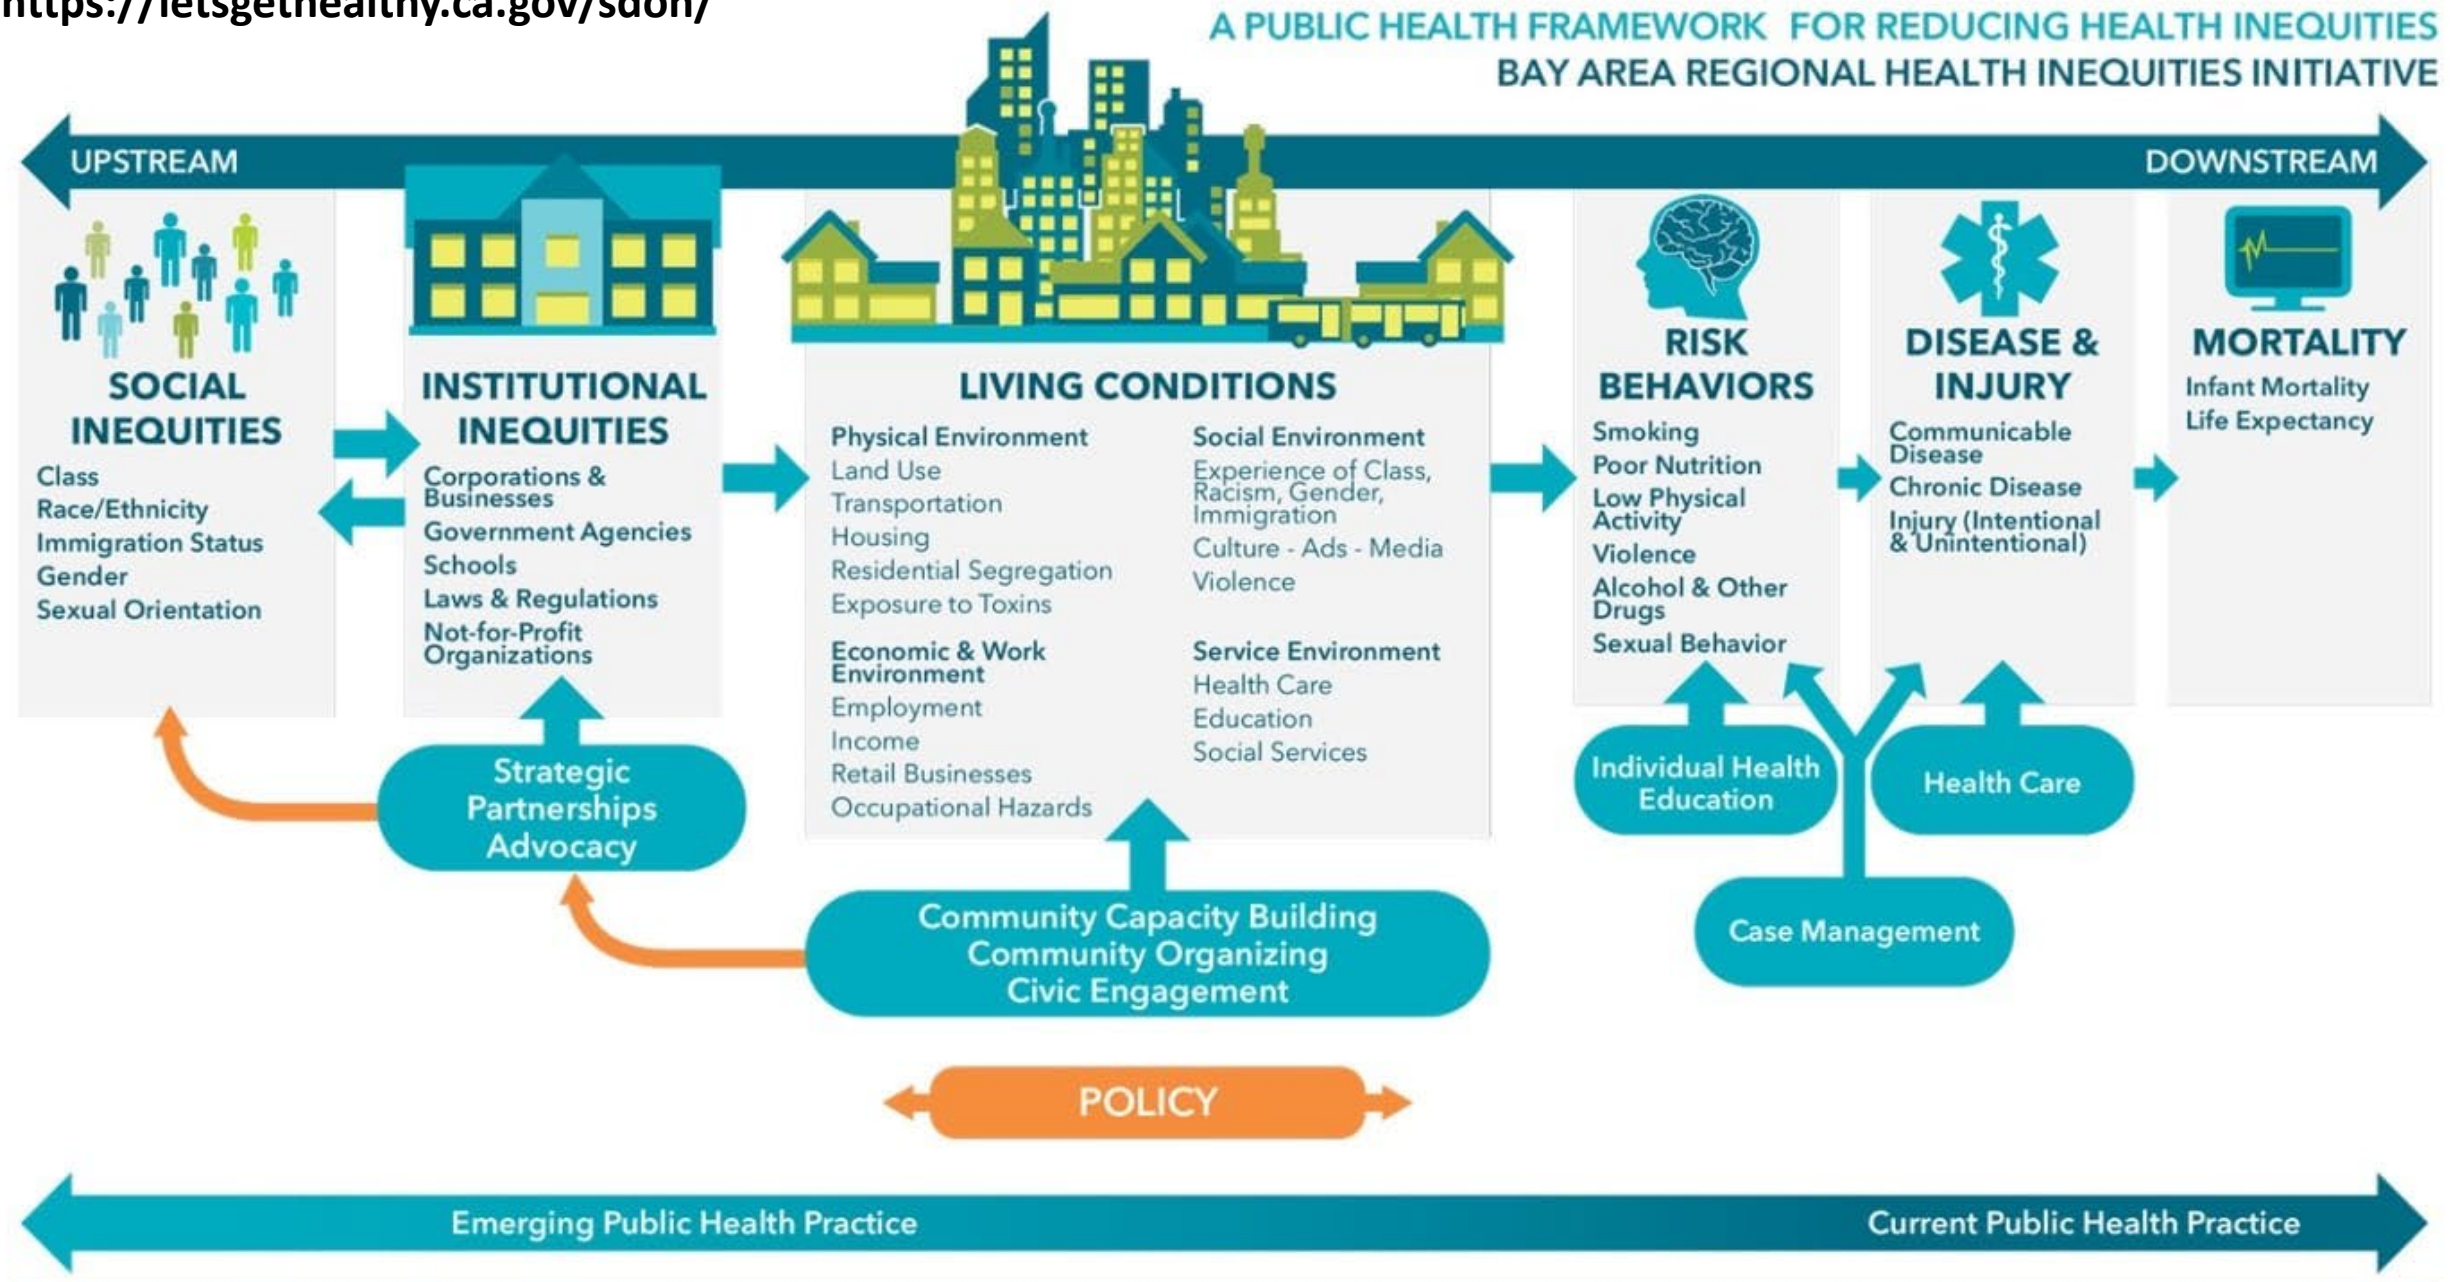 https://letsgethealthy.ca.gov/sdoh/
A PUBLIC HEALTH FRAMEWORK FOR REDUCING HEALTH INEQUITIES
BAY AREA REGIONAL HEALTH INEQUITIES INITIATIVE
UPSTREAM
DOWNSTREAM
SOCIAL
INEQUITIES
Class
Race/Ethnicity
Immigration Status
Gender
Sexual Orientation
INSTITUTIONAL
INEQUITIES
Corporations &
Businesses
Government Agencies
Schools
Laws & Regulations
Not-for-Profit
Organizations
LIVING CONDITIONS
Physical Environment
Land Use
Transportation
Housing
Residential Segregation
Exposure to Toxins
Economic & Work
Environment
Employment
Income
Retail Businesses
Occupational Hazards
Social Environment
Experience of Class,
Racism, Gender,
Immigration
Culture - Ads - Media
Violence
Service Environment
Health Care
Education
Social Services
RISK
BEHAVIORS
Smoking
Poor Nutrition
Low Physical
Activity
Violence
Alcohol & Other
Drugs
Sexual Behavior
DISEASE &
INJURY
Communicable
Disease
Chronic Disease
Injury (Intentional
& Unintentional)
MORTALITY
Infant Mortality
Life Expectancy
Strategic
Partnerships
Advocacy
Community Capacity Building
Community Organizing
Civic Engagement
Individual Health
Education
Health Care
Case Management
POLICY
Emerging Public Health Practice
Current Public Health Practice